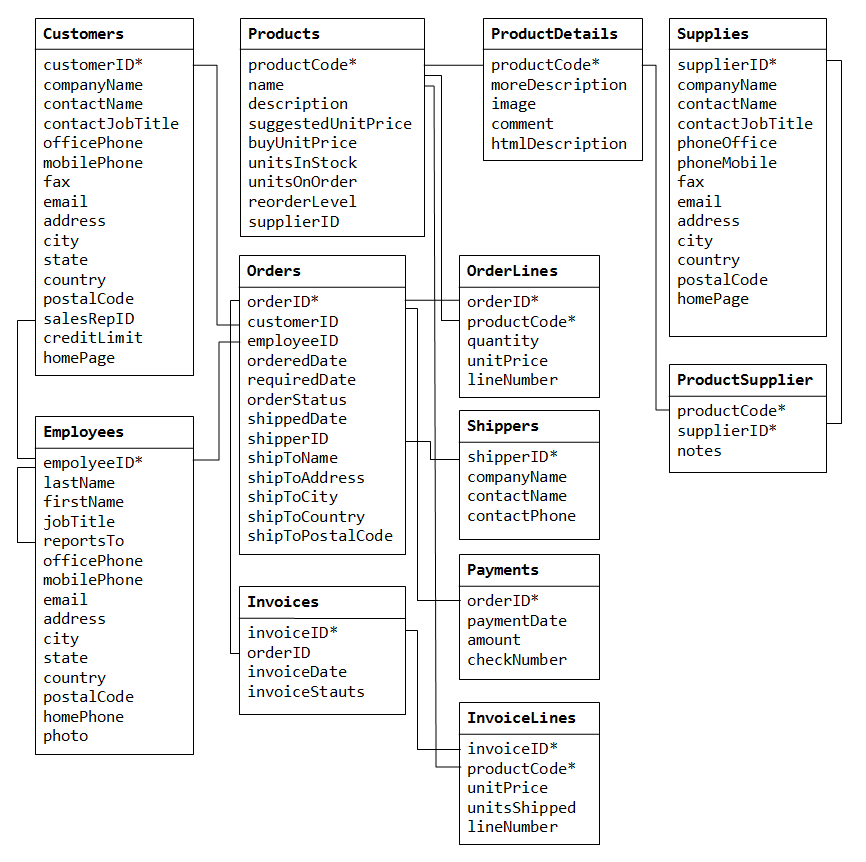 Customers
customerID*
companyName
contactName
contactJobTitle
officePhone
mobilePhone
fax
email
address
city
state
country
postalCode
salesRepID
creditLimit
homePage
Products
productCode*
name
description
suggestedUnitPrice
buyUnitPrice
unitsInStock
unitsOnOrder
reorderLevel
supplierID
ProductDetails
productCode*
moreDescription
image
comment
htmlDescription
Supplies
supplierID*
companyName
contactName
contactJobTitle
phoneOffice
phoneMobile
fax
email
address
city
country
postalCode
homePage
Orders
orderID*
customerID
employeeID
orderedDate
requiredDate
orderStatus
shippedDate
shipperID
shipToName
shipToAddress
shipToCity
shipToCountry
shipToPostalCode
OrderLines
orderID*
productCode*
quantity
unitPrice
lineNumber
ProductSupplier
productCode*
supplierID*
notes
Employees
empolyeeID*
lastName
firstName
jobTitle
reportsTo
officePhone
mobilePhone
email
address
city
state
country
postalCode
homePhone
photo
Shippers
shipperID*
companyName
contactName
contactPhone
Payments
orderID*
paymentDate
amount
checkNumber
Invoices
invoiceID*
orderID
invoiceDate
invoiceStauts
InvoiceLines
invoiceID*
productCode*
unitPrice
unitsShipped
lineNumber